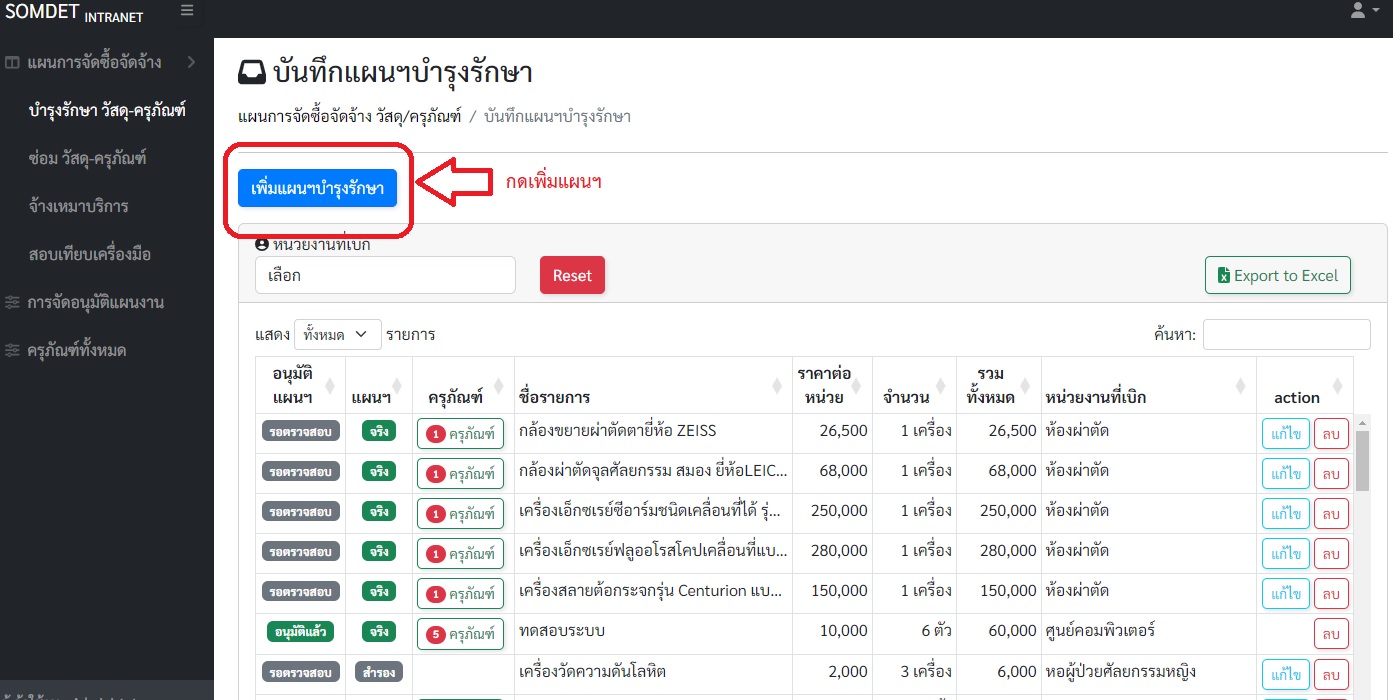 SOMDET INTRANET
แผนการจัดซื้อจัดจ้าง
บำรุงรักษา วัสดุ-ครุภัณฑ์
ซ่อม วัสดุ-ครุภัณฑ์
จ้างเหมาบริการ
สอบเทียบเครื่องมือ
การจัดอนุมัติแผนงาน
ครุภัณฑ์ทั้งหมด
บันทึกแผนฯบำรุงรักษา
แผนการจัดซื้อจัดจ้าง วัสดุ/ครุภัณฑ์ / บันทึกแผนฯบำรุงรักษา
เพิ่มแผนฯบำรุงรักษา
กดเพิ่มแผนฯ
หน่วยงานที่เบิก
เลือก Reset Export to Excel
แสดง ทั้งหมด รายการ ค้นหา:
อนุมัติแผนฯ แผนฯ ครุภัณฑ์ ชื่อรายการ ราคาต่อหน่วย จำนวน รวมทั้งหมด หน่วยงานที่เบิก action
รอตรวจสอบ จริง 1 ครุภัณฑ์ กล้องขยายผ่าตัดตายี่ห้อ ZEISS 26,500 1 เครื่อง 26,500 ห้องผ่าตัด แก้ไข ลบ
รอตรวจสอบ จริง 1 ครุภัณฑ์ กล้องผ่าตัดจุลศัลยกรรม สมอง ยี่ห้อLEIC... 68,000 1 เครื่อง 68,000 ห้องผ่าตัด แก้ไข ลบ
รอตรวจสอบ จริง 1 ครุภัณฑ์ เครื่องเอ็กซเรย์ซีอาร์มชนิดเคลื่อนที่ได้ รุ่... 250,000 1 เครื่อง 250,000 ห้องผ่าตัด แก้ไข ลบ
รอตรวจสอบ จริง 1 ครุภัณฑ์ เครื่องเอ็กซเรย์ฟลูออโรสโคปเคลื่อนที่แบ... 280,000 1 เครื่อง 280,000 ห้องผ่าตัด แก้ไข ลบ
รอตรวจสอบ จริง 1 ครุภัณฑ์ เครื่องสลายต้อกระจกรุ่น Centurion แบ... 150,000 1 เครื่อง 150,000 ห้องผ่าตัด แก้ไข ลบ
อนุมัติแล้ว จริง 5 ครุภัณฑ์ ทดสอบระบบ 10,000 6 ตัว 60,000 ศูนย์คอมพิวเตอร์ ลบ
รอตรวจสอบ สำรอง เครื่องวัดความดันโลหิต 2,000 3 เครื่อง 6,000 หอผู้ป่วยศัลยกรรมหญิง แก้ไข ลบ